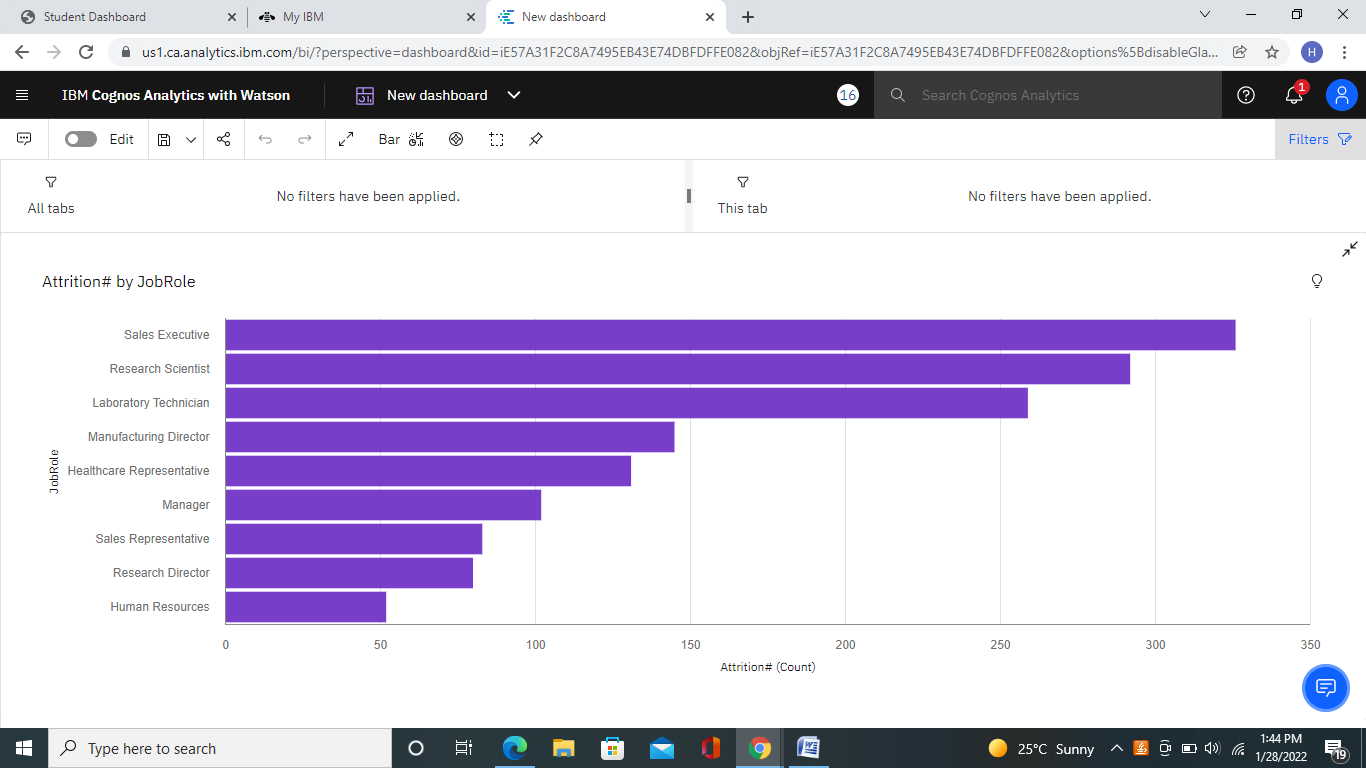 Student Dashboard
My IBM
New dashboard
us1.ca.analytics.ibm.com/bi/?perspective=dashboard&id=iE57A31F2C8A7495EB43E74DBFDFFE082&objRef=iE57A31F2C8A7495EB43E74DBFDFFE082&options%5BdisableGla...
H
IBM Cognos Analytics with Watson
New dashboard
16
Search Cognos Analytics
1
Edit
Bar
Filters
All tabs
No filters have been applied.
This tab
No filters have been applied.
Attrition# by JobRole
JobRole
Sales Executive
Research Scientist
Laboratory Technician
Manufacturing Director
Healthcare Representative
Manager
Sales Representative
Research Director
Human Resources
0 50 100 150 200 250 300 350
Attrition# (Count)
Type here to search
25°C Sunny
1:44 PM
1/28/2022
19